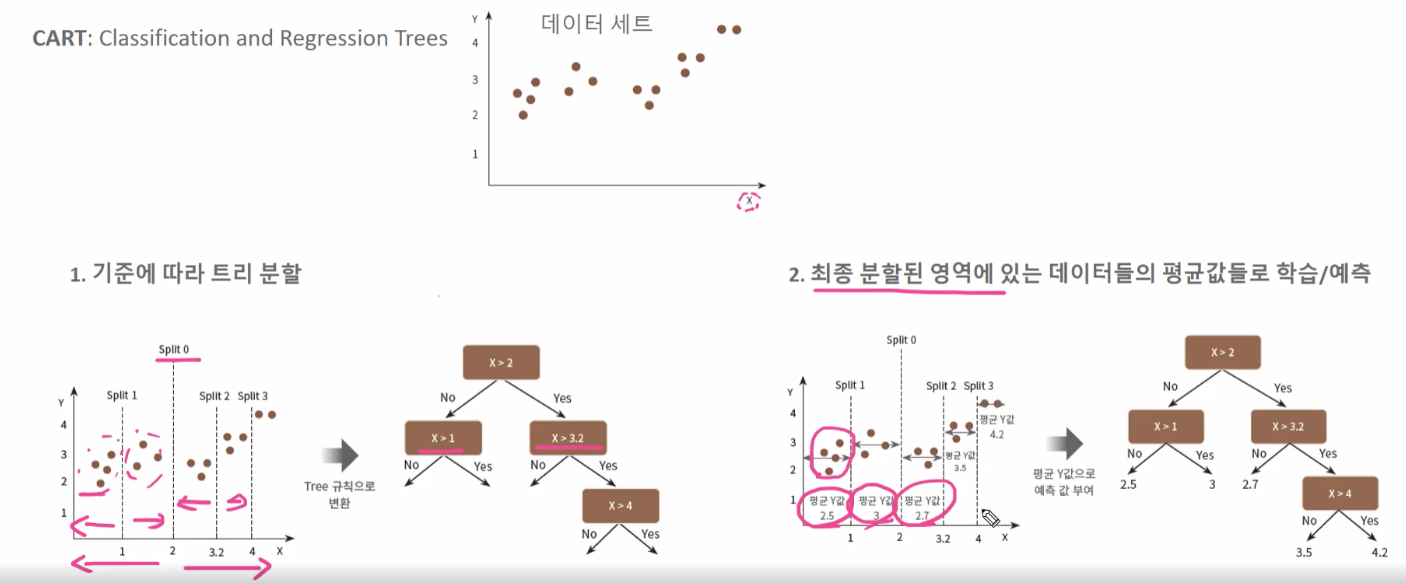 CART: Classification and Regression Trees
데이터 세트
Y
4
3
2
1
X
1. 기준에 따라 트리 분할
Split 0
Split 1
Split 2
Split 3
Y
4
3
2
1
1
2
3.2
4
X
Tree 규칙으로
변환
X > 2
No
Yes
X > 1
X > 3.2
No
Yes
No
Yes
X > 4
No
Yes
2. 최종 분할된 영역에 있는 데이터들의 평균값들로 학습/예측
Split 0
Split 1
Split 2
Split 3
Y
4
3
2
1
평균 Y값
4.2
평균 Y값
3.5
평균 Y값
2.5
평균 Y값
3
평균 Y값
2.7
1
2
3.2
4
X
평균 Y값으로
예측 값 부여
X > 2
No
Yes
X > 1
X > 3.2
No
Yes
No
Yes
2.5
3
2.7
X > 4
No
Yes
3.5
4.2